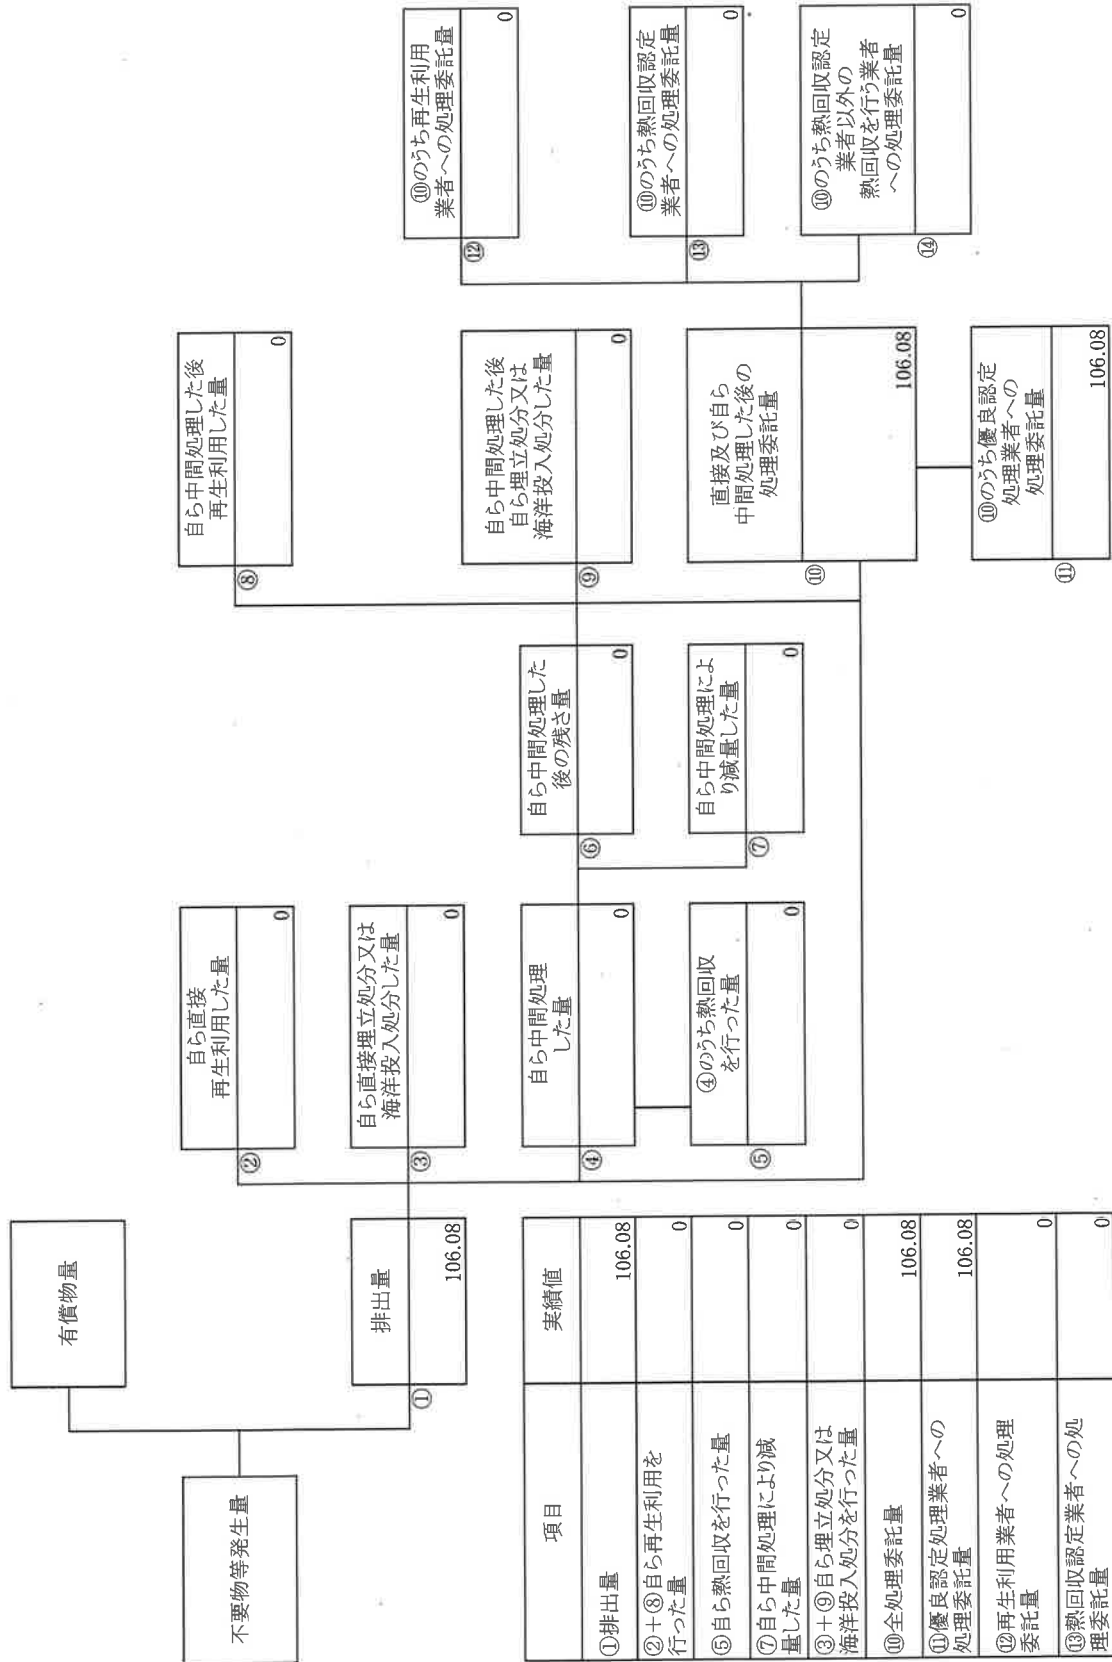 不要物等発生量
有償物量
①
排出量
106.08
②
自ら直接
再生利用した量
0
③
自ら直接埋立処分又は
海洋投入処分した量
0
④
自ら中間処理
した量
0
⑤
④のうち熱回収
を行った量
0
⑥
自ら中間処理した
後の残さ量
0
⑦
自ら中間処理によ
り減量した量
0
⑧
自ら中間処理した後
再生利用した量
0
⑨
自ら中間処理した後
自ら埋立処分又は
海洋投入処分した量
0
⑩
直接及び自ら
中間処理した後の
処理委託量
106.08
⑪
⑩のうち優良認定
処理業者への
処理委託量
106.08
⑫
⑩のうち再生利用
業者への処理委託量
0
⑬
⑩のうち熱回収認定
業者への処理委託量
0
⑭
⑩のうち熱回収認定
業者以外の
熱回収を行う業者
への処理委託量
0
項目
実績値
①排出量
106.08
②+⑧自ら再生利用を
行った量
0
⑤自ら熱回収を行った量
0
⑦自ら中間処理により減
量した量
0
③+⑨自ら埋立処分又は
海洋投入処分を行った量
0
⑩全処理委託量
106.08
⑪優良認定処理業者への
処理委託量
106.08
⑫再生利用業者への処理
委託量
0
⑬熱回収認定業者への処
理委託量
0